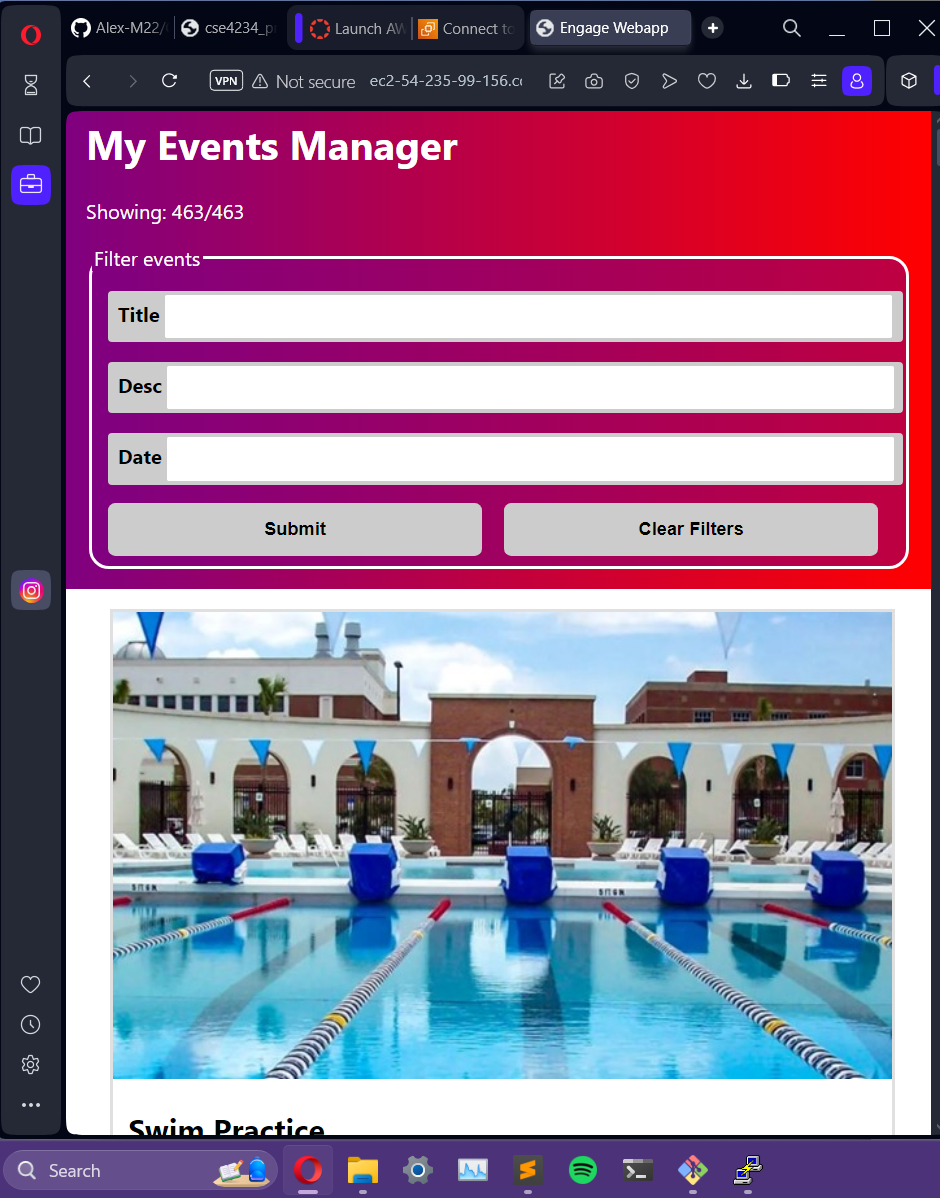 Alex-M22/ cse4234_p Launch AW Connect to Engage Webapp
VPN Not secure ec2-54-235-99-156.co
My Events Manager
Showing: 463/463
Filter events
Title
Desc
Date
Submit Clear Filters
Swim Practice
Search